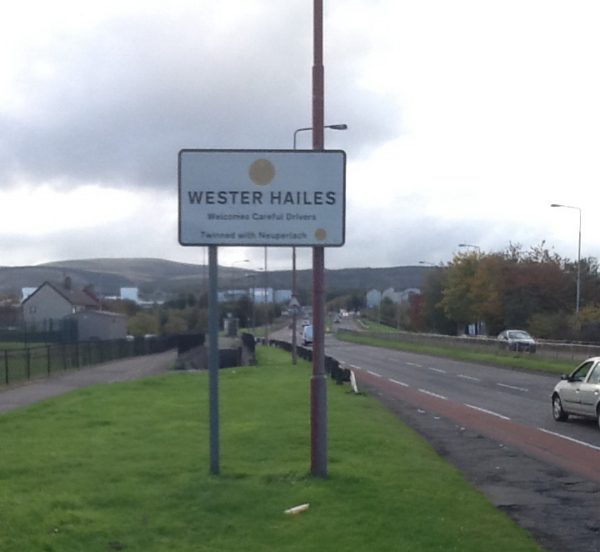 WESTER HAILES
Welcomes Careful Drivers
Twinned with Neuperlach